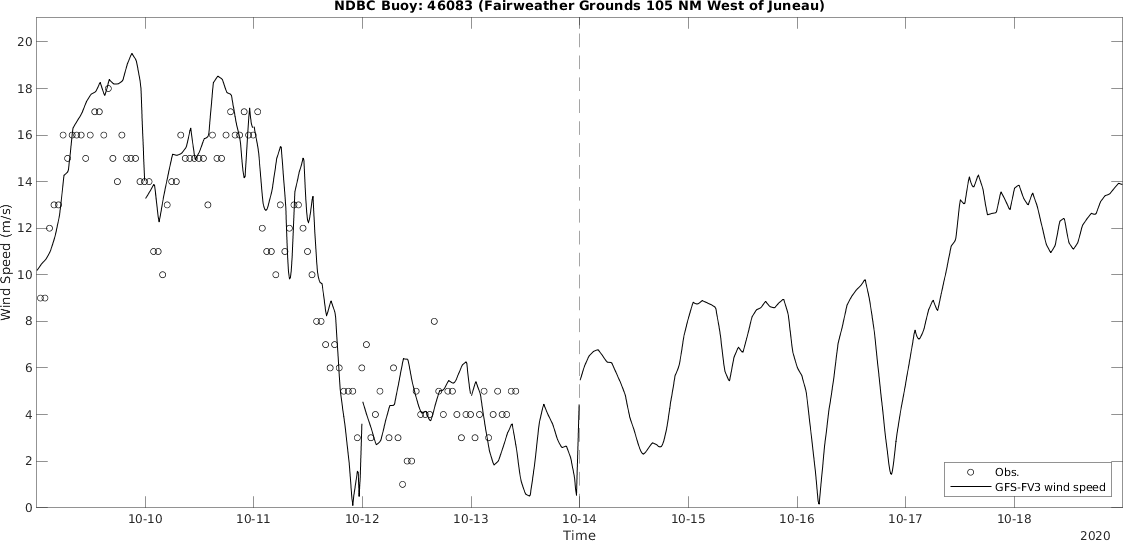 NDBC Buoy: 46083 (Fairweather Grounds 105 NM West of Juneau)
20
18
16
14
12
10
8
6
4
2
0
Wind Speed (m/s)
Obs.
GFS-FV3 wind speed
10-10 10-11 10-12 10-13 10-14 10-15 10-16 10-17 10-18
Time
2020